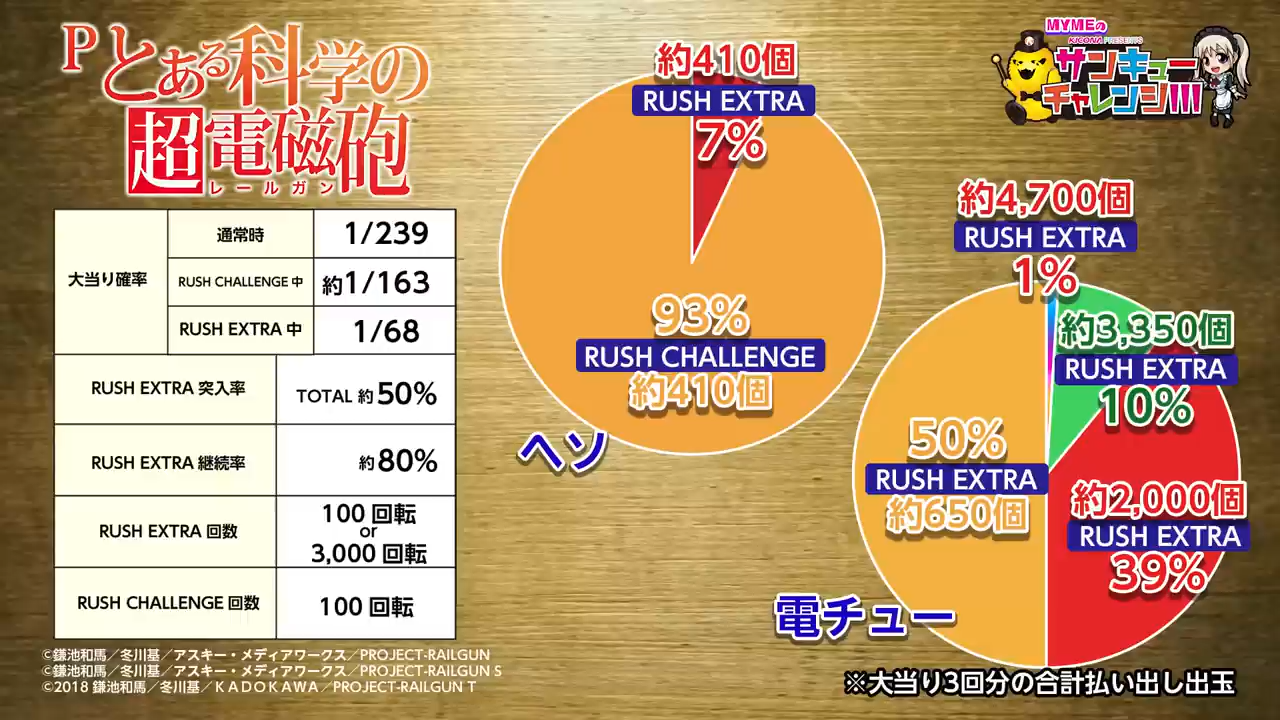 Pとある科学の
超電磁砲
レールガン
大当り確率
通常時
1/239
RUSH CHALLENGE 中
約1/163
RUSH EXTRA 中
1/68
RUSH EXTRA 突入率
TOTAL 約50%
RUSH EXTRA 継続率
約80%
RUSH EXTRA 回数
100 回転
or
3,000 回転
RUSH CHALLENGE 回数
100 回転
©鎌池和馬/冬川基/アスキー・メディアワークス/PROJECT-RAILGUN
©鎌池和馬/冬川基/アスキー・メディアワークス/PROJECT-RAILGUN S
©2018 鎌池和馬/冬川基/KADOKAWA/PROJECT-RAILGUN T
約410個
RUSH EXTRA
7%
93%
RUSH CHALLENGE
約410個
ヘソ
MYMEの
KICONA PRESENTS
サンキュー
チャレンジ!!!
約4,700個
RUSH EXTRA
1%
約3,350個
RUSH EXTRA
10%
50%
RUSH EXTRA
約650個
約2,000個
RUSH EXTRA
39%
電チュー
※大当り3回分の合計払い出し出玉